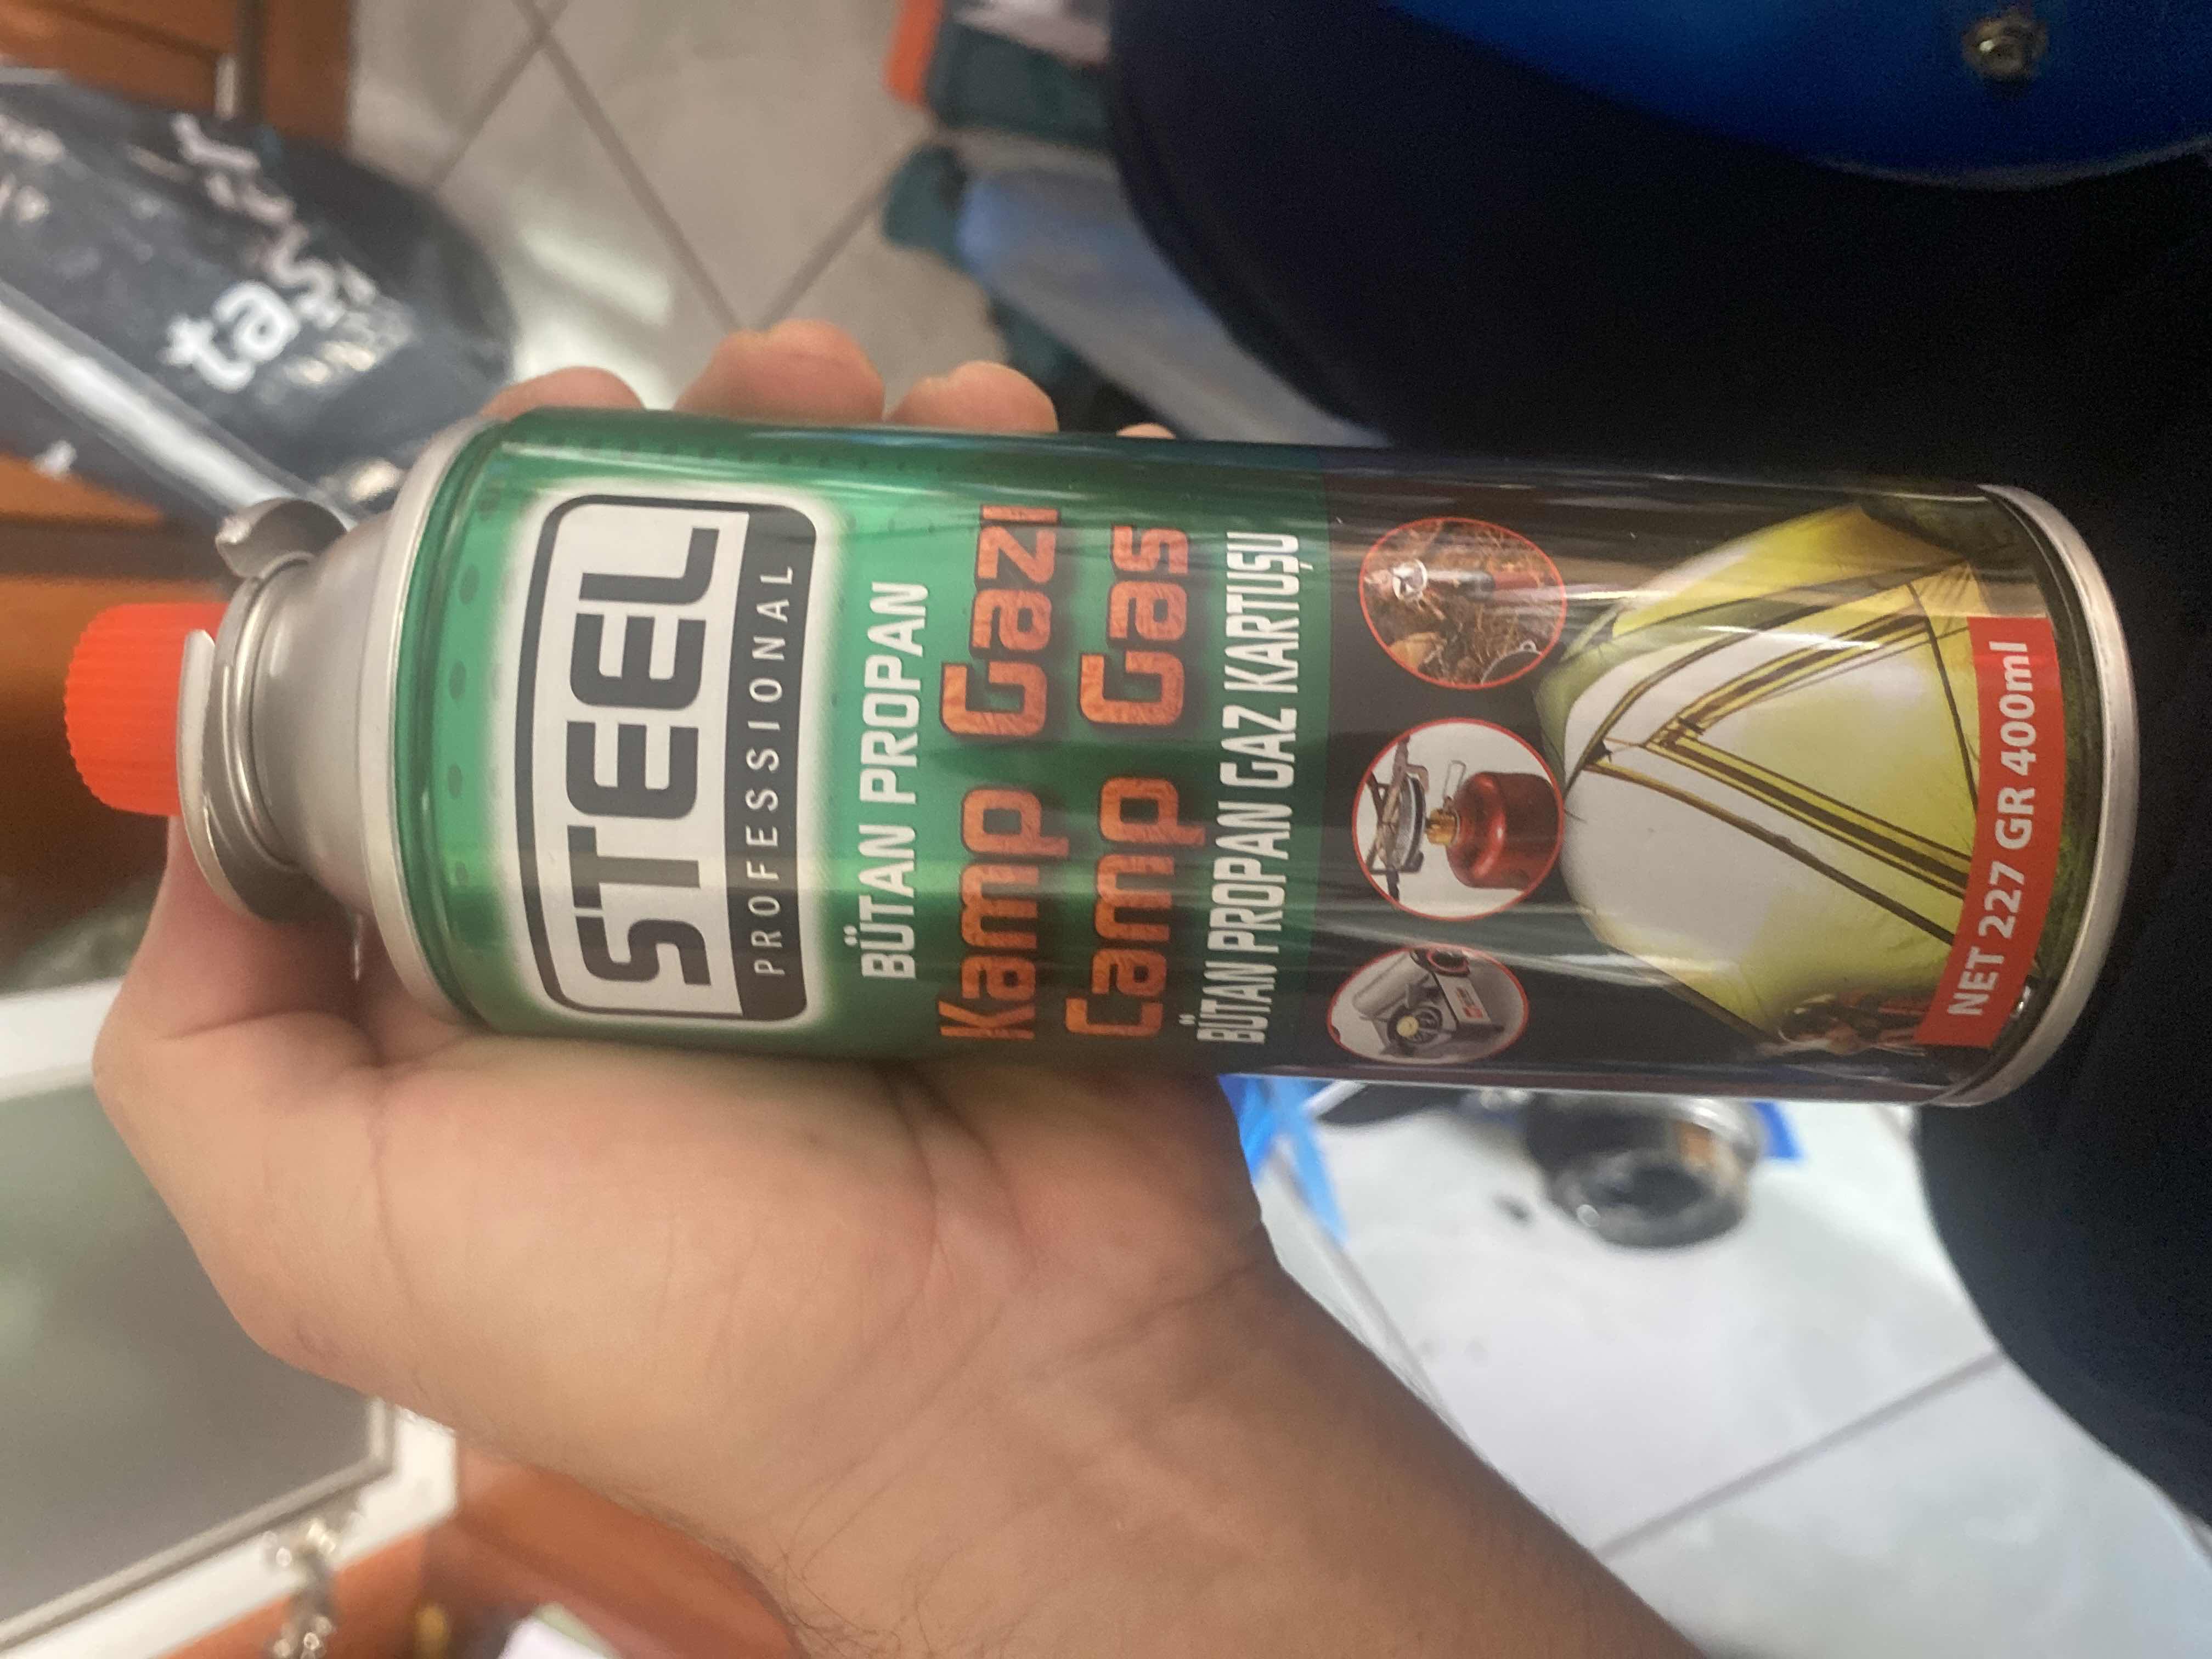 STEEL
PROFESSIONAL
BÜTAN PROPAN
Kamp Gazı
Camp Gas
BÜTAN PROPAN GAZ KARTUŞU
NET 227 GR 400ml